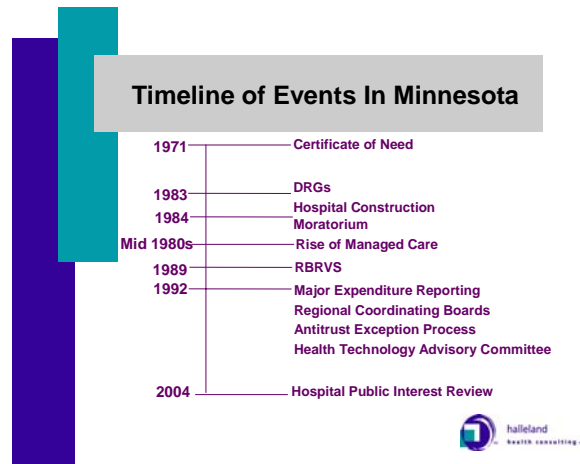 Timeline of Events In Minnesota
1971 Certificate of Need
1983 DRGs
1984 Hospital Construction
Moratorium
Mid 1980s Rise of Managed Care
1989 RBRVS
1992 Major Expenditure Reporting
Regional Coordinating Boards
Antitrust Exception Process
Health Technology Advisory Committee
2004 Hospital Public Interest Review
halleland
health consulting